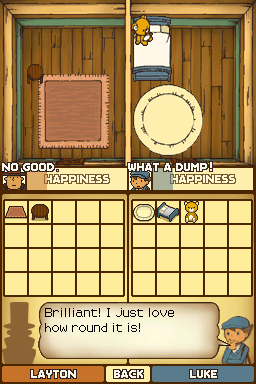 NO GOOD.
WHAT A DUMP!
HAPPINESS
HAPPINESS
Brilliant! I Just love
how round it is!
LAYTON
BACK
LUKE